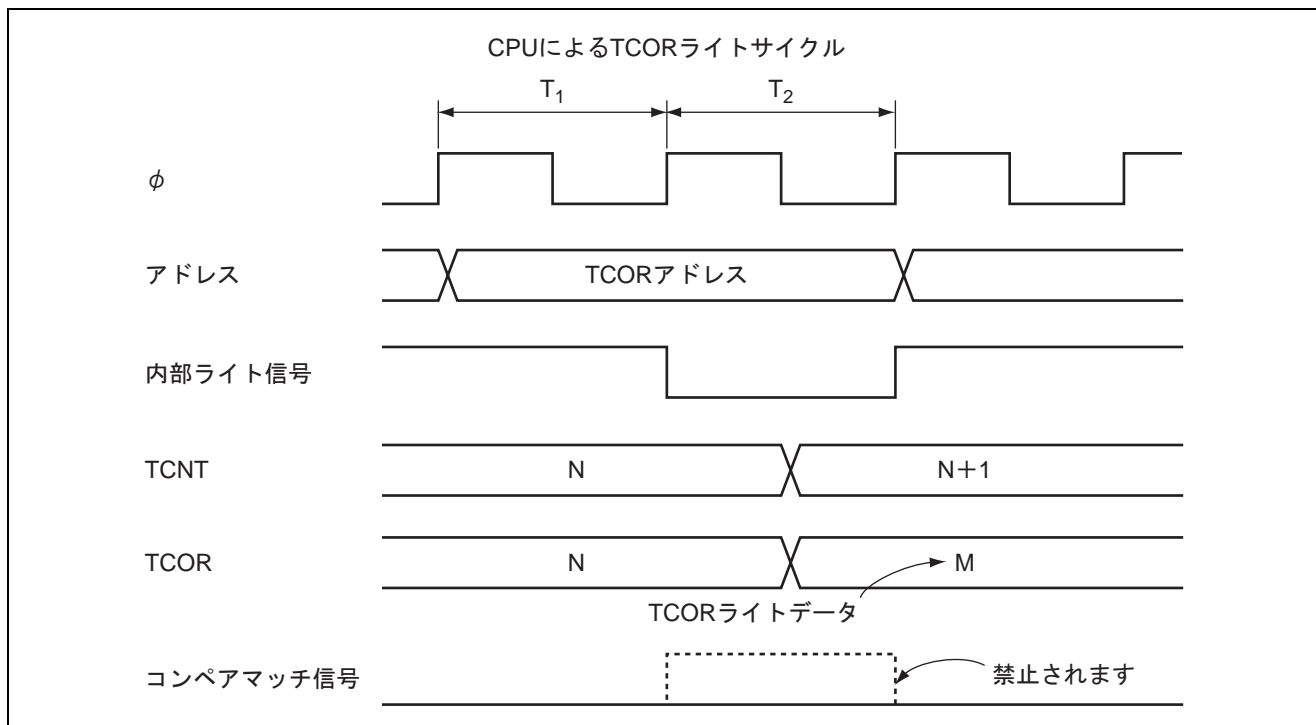 CPUによるTCORライトサイクル
T1 T2
φ
アドレス TCORアドレス
内部ライト信号
TCNT N N+1
TCOR N M
TCORライトデータ
コンペアマッチ信号 禁止されます